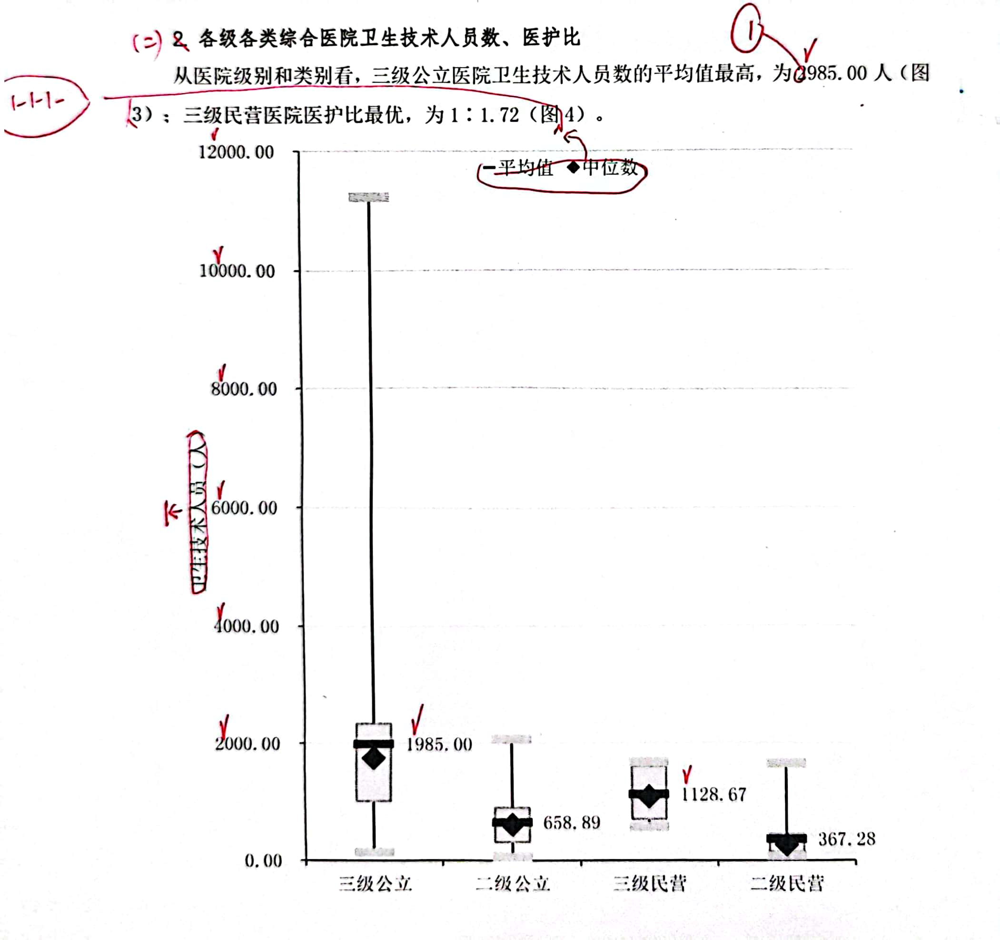 (二) 2 各级各类综合医院卫生技术人员数、医护比
①
从医院级别和类别看，三级公立医院卫生技术人员数的平均值最高，为2985.00人（图
1-1-1-
3）；三级民营医院医护比最优，为1∶1.72（图4）。
12000.00
平均值 ◆中位数
10000.00
8000.00
卫生技术人员（人）
6000.00
4000.00
2000.00
1985.00
1128.67
658.89
367.28
0.00
三级公立 二级公立 三级民营 二级民营